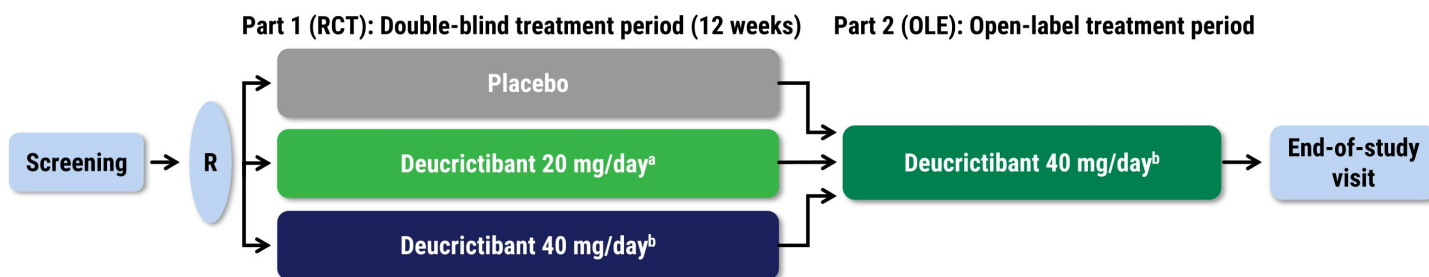 Part 1 (RCT): Double-blind treatment period (12 weeks)
Part 2 (OLE): Open-label treatment period
Screening
R
Placebo
Deucrictibant 20 mg/dayᵃ
Deucrictibant 40 mg/dayᵇ
Deucrictibant 40 mg/dayᵇ
End-of-study
visit